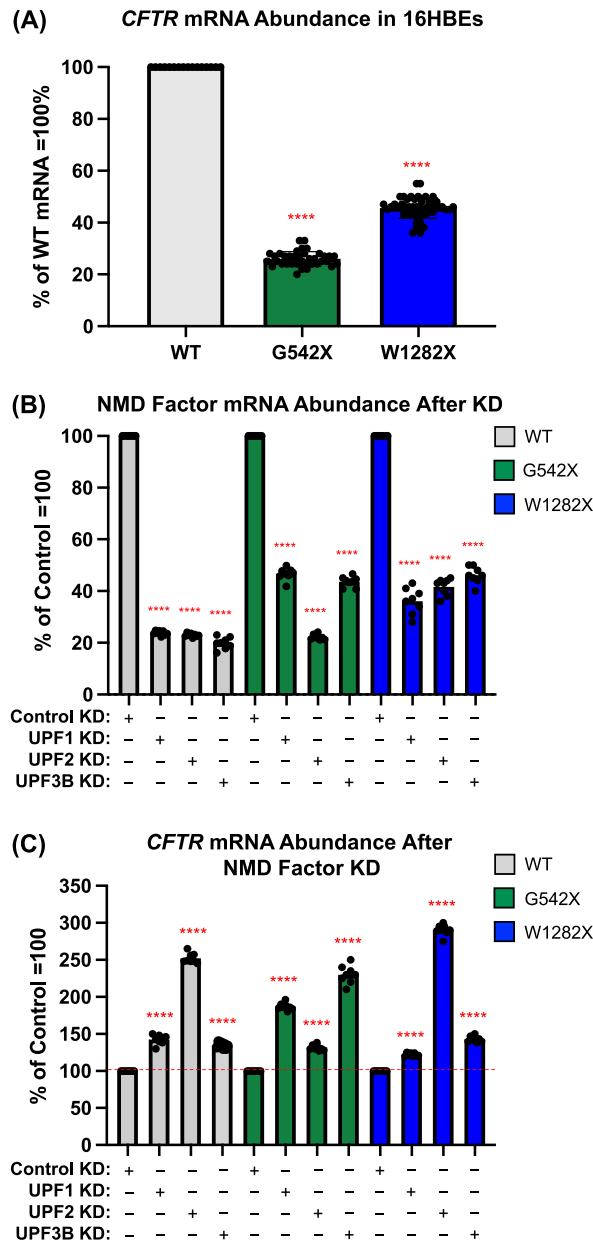 (A)
CFTR mRNA Abundance in 16HBEs
% of WT mRNA =100%
100
80
60
40
20
0
****
****
WT
G542X
W1282X
(B)
NMD Factor mRNA Abundance After KD
WT
G542X
W1282X
% of Control =100
100
80
60
40
20
0
**** **** **** **** **** **** **** **** ****
Control KD: + – – – + – – – + – – –
UPF1 KD: – + – – – + – – – + – –
UPF2 KD: – – + – – – + – – – + –
UPF3B KD: – – – + – – – + – – – +
(C)
CFTR mRNA Abundance After
NMD Factor KD
WT
G542X
W1282X
% of Control =100
350
300
250
200
150
100
50
0
**** **** **** **** **** **** **** **** ****
Control KD: + – – – + – – – + – – –
UPF1 KD: – + – – – + – – – + – –
UPF2 KD: – – + – – – + – – – + –
UPF3B KD: – – – + – – – + – – – +